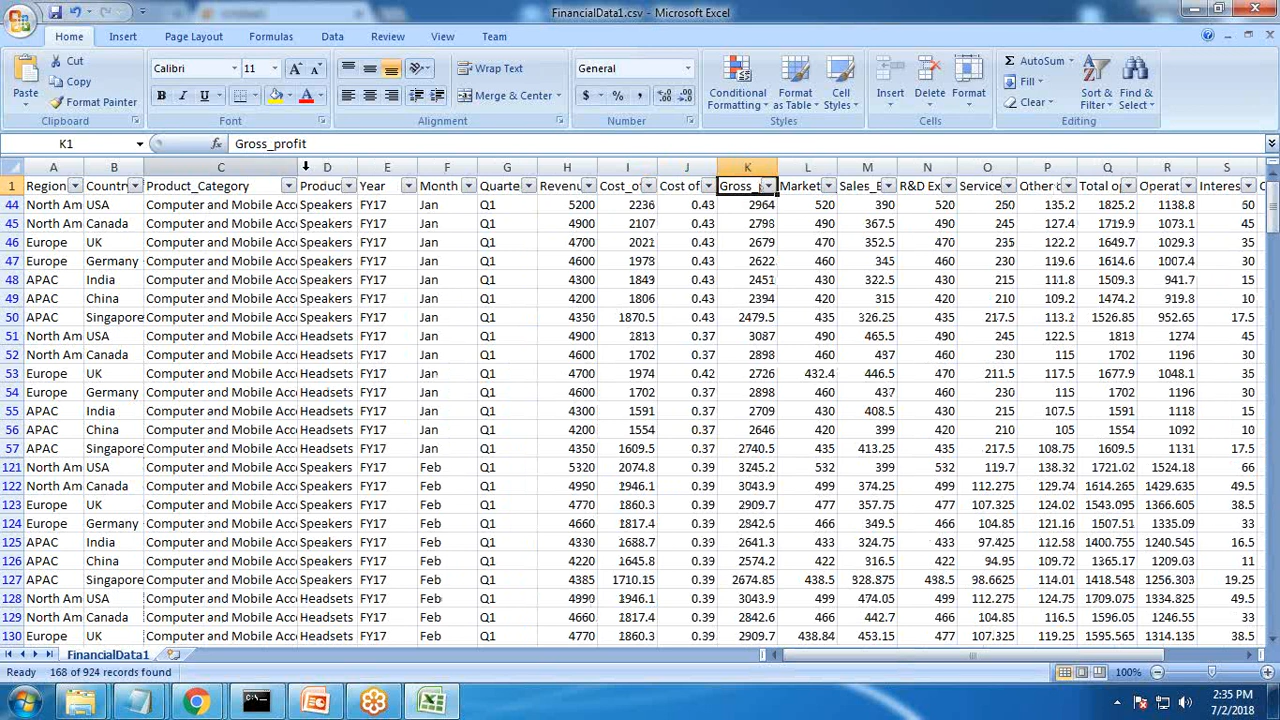 FinancialData1.csv - Microsoft Excel
Home Insert Page Layout Formulas Data Review View Team
Paste Cut Copy Format Painter Clipboard
Calibri 11 B I U A A A Font
Wrap Text Merge & Center Alignment
General $ % , Number
Conditional Formatting Format as Table Cell Styles Styles
Insert Delete Format Cells
Σ AutoSum Fill Clear Sort & Filter Find & Select Editing
K1 fx Gross_profit
A B C D E F G H I J K L M N O P Q R S
1 Region Country Product_Category Produc Year Month Quarte Revenu Cost_o Cost of Gross_ Market Sales_E R&D Ex Service Other Total o Operat Interes
44 North Am USA Computer and Mobile Acc Speakers FY17 Jan Q1 5200 2236 0.43 2964 520 390 520 260 135.2 1825.2 1138.8 60
45 North Am Canada Computer and Mobile Acc Speakers FY17 Jan Q1 4900 2107 0.43 2793 490 367.5 490 245 127.4 1719.9 1073.1 45
46 Europe UK Computer and Mobile Acc Speakers FY17 Jan Q1 4700 2021 0.43 2679 470 352.5 470 235 122.2 1649.7 1029.3 35
47 Europe Germany Computer and Mobile Acc Speakers FY17 Jan Q1 4600 1978 0.43 2622 460 345 460 230 119.6 1614.6 1007.4 30
48 APAC India Computer and Mobile Acc Speakers FY17 Jan Q1 4300 1849 0.43 2451 430 322.5 430 215 111.8 1509.3 941.7 15
49 APAC China Computer and Mobile Acc Speakers FY17 Jan Q1 4200 1806 0.43 2394 420 315 420 210 109.2 1474.2 919.8 10
50 APAC Singapore Computer and Mobile Acc Speakers FY17 Jan Q1 4350 1870.5 0.43 2479.5 435 326.25 435 217.5 113.1 1526.85 952.65 17.5
51 North Am USA Computer and Mobile Acc Headsets FY17 Jan Q1 4900 2813 0.37 3087 490 465.5 490 245 122.5 1813 1274 45
52 North Am Canada Computer and Mobile Acc Headsets FY17 Jan Q1 4600 1702 0.37 2898 460 437 460 230 115 1702 1196 30
53 Europe UK Computer and Mobile Acc Headsets FY17 Jan Q1 4700 1974 0.42 2726 432.4 446.5 470 211.5 117.5 1677.9 1048.1 35
54 Europe Germany Computer and Mobile Acc Headsets FY17 Jan Q1 4600 1702 0.37 2898 460 437 460 230 115 1702 1196 30
55 APAC India Computer and Mobile Acc Headsets FY17 Jan Q1 4300 1591 0.37 2709 430 408.5 430 215 107.5 1591 1118 15
56 APAC China Computer and Mobile Acc Headsets FY17 Jan Q1 4200 1554 0.37 2646 420 399 420 210 105 1554 1092 10
57 APAC Singapore Computer and Mobile Acc Headsets FY17 Jan Q1 4350 1609.5 0.37 2740.5 435 413.25 435 217.5 108.75 1609.5 1131 17.5
121 North Am USA Computer and Mobile Acc Speakers FY17 Feb Q1 5320 2074.8 0.39 3245.2 532 399 532 119.7 138.32 1721.02 1524.18 66
122 North Am Canada Computer and Mobile Acc Speakers FY17 Feb Q1 4990 1946.1 0.39 3043.9 499 374.25 499 112.275 129.74 1614.265 1429.635 49.5
123 Europe UK Computer and Mobile Acc Speakers FY17 Feb Q1 4770 1860.3 0.39 2909.7 477 357.75 477 107.325 124.02 1543.095 1366.605 38.5
124 Europe Germany Computer and Mobile Acc Speakers FY17 Feb Q1 4660 1817.4 0.39 2842.6 466 349.5 466 104.85 121.16 1507.51 1335.09 33
125 APAC India Computer and Mobile Acc Speakers FY17 Feb Q1 4330 1688.7 0.39 2641.3 433 324.75 433 97.425 112.58 1400.755 1240.545 16.5
126 APAC China Computer and Mobile Acc Speakers FY17 Feb Q1 4220 1645.8 0.39 2574.2 422 316.5 422 94.95 114.01 1365.17 1209.03 11
127 APAC Singapore Computer and Mobile Acc Speakers FY17 Feb Q1 4385 1710.15 0.39 2674.85 438.5 328.875 438.5 98.6625 114.01 1418.548 1256.303 19.25
128 North Am USA Computer and Mobile Acc Headsets FY17 Feb Q1 4990 1946.1 0.39 3043.9 499 474.05 499 112.275 124.75 1709.075 1334.825 49.5
129 North Am Canada Computer and Mobile Acc Headsets FY17 Feb Q1 4660 1817.4 0.39 2842.6 466 442.7 466 104.85 116.5 1596.05 1246.55 33
130 Europe UK Computer and Mobile Acc Headsets FY17 Feb Q1 4770 1860.3 0.39 2909.7 438.84 453.15 477 107.325 119.25 1595.565 1314.135 38.5
FinancialData1
Ready 168 of 924 records found 100%
2:35 PM
7/2/2018